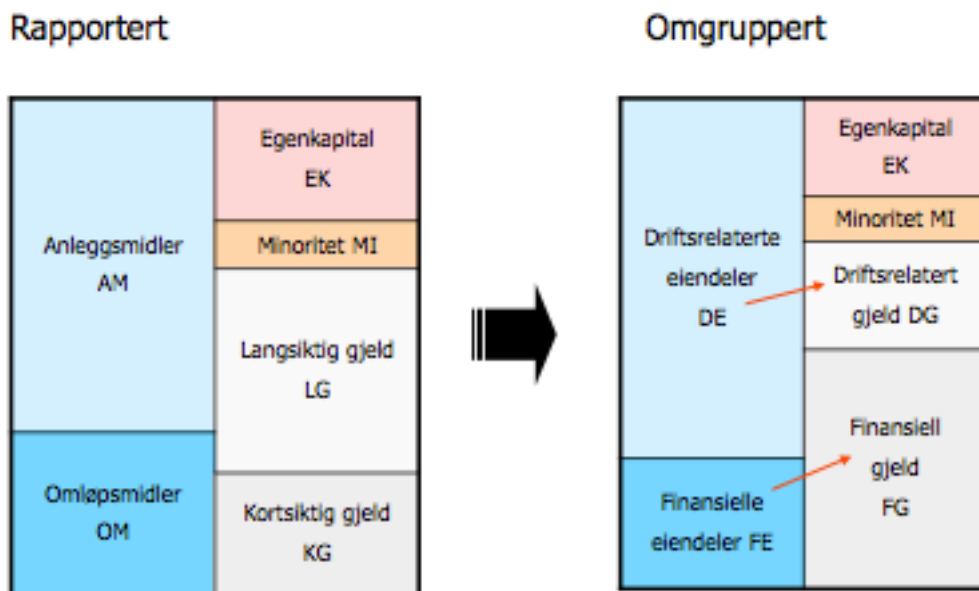 Rapportert
Omgruppert
Anleggsmidler
AM
Omløpsmidler
OM
Egenkapital
EK
Minoritet MI
Langsiktig gjeld
LG
Kortsiktig gjeld
KG
Driftsrelaterte
eiendeler
DE
Finansielle
eiendeler FE
Egenkapital
EK
Minoritet MI
Driftsrelatert
gjeld DG
Finansiell
gjeld
FG